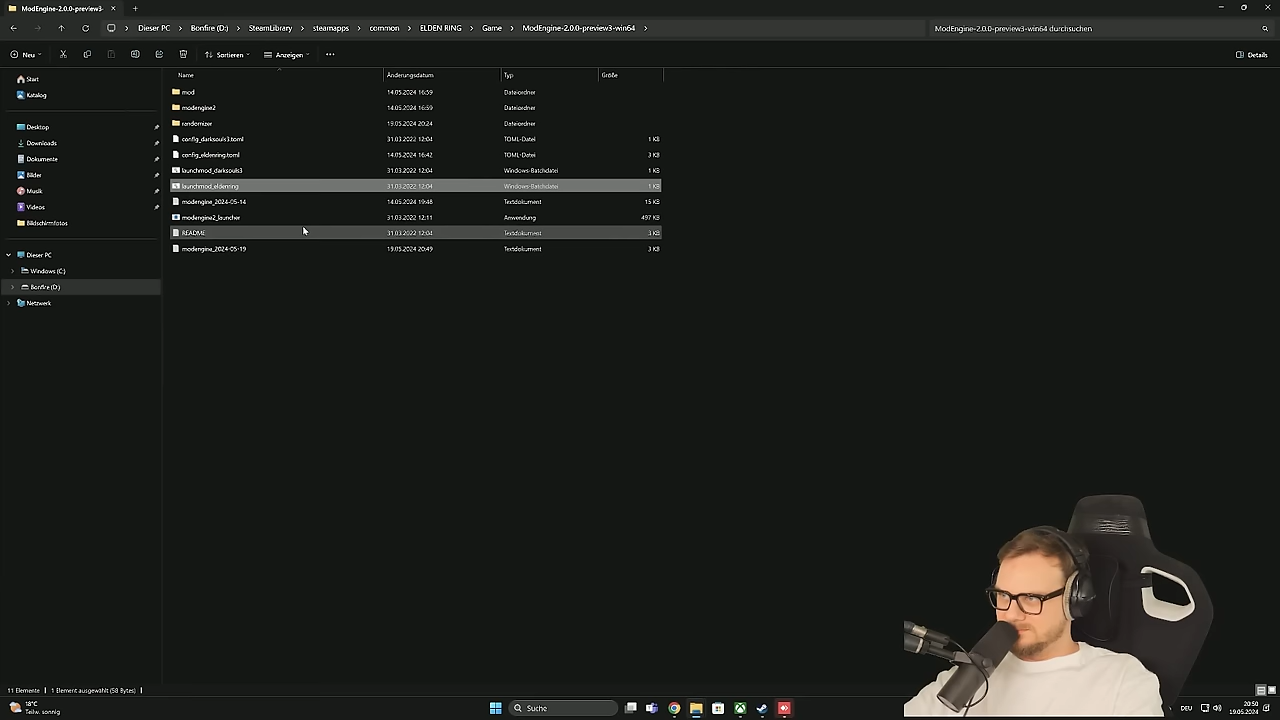 ModEngine-2.0.0-preview3-
Dieser PC > Bonfire (D:) > SteamLibrary > steamapps > common > ELDEN RING > Game > ModEngine-2.0.0-preview3-win64 >
ModEngine-2.0.0-preview3-win64 durchsuchen
Neu
Sortieren
Anzeigen
Details
Start
Katalog
Desktop
Downloads
Dokumente
Bilder
Musik
Videos
Bildschirmfotos
Dieser PC
Windows (C:)
Bonfire (D:)
Netzwerk
Name Änderungsdatum Typ Größe
mod 14.05.2024 16:59 Dateiordner
modengine2 14.05.2024 16:59 Dateiordner
randomizer 19.05.2024 20:24 Dateiordner
config_darksouls3.toml 31.03.2022 12:04 TOML-Datei 1 KB
config_eldenring.toml 14.05.2024 16:42 TOML-Datei 3 KB
launchmod_darksouls3 31.03.2022 12:04 Windows-Batchdatei 1 KB
launchmod_eldenring 31.03.2022 12:04 Windows-Batchdatei 1 KB
modengine_2024-05-14 14.05.2024 19:48 Textdokument 15 KB
modengine2_launcher 31.03.2022 12:11 Anwendung 497 KB
README 31.03.2022 12:04 Textdokument 3 KB
modengine_2024-05-19 19.05.2024 20:49 Textdokument 3 KB
11 Elemente
1 Element ausgewählt (58 Bytes)
18°C
Teilw. sonnig
Suche
DEU
20:50
19.05.2024